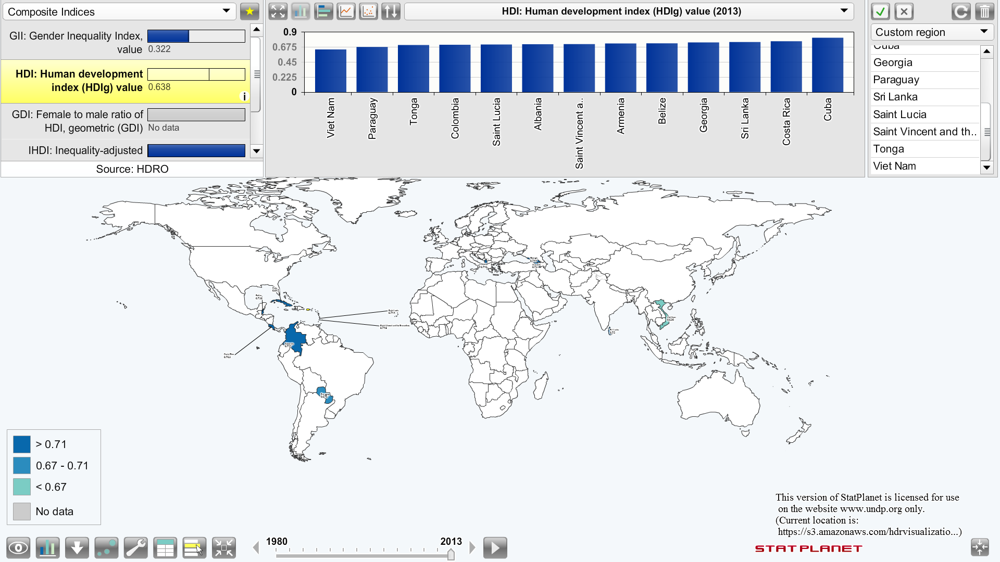 Composite Indices
GII: Gender Inequality Index,
value
0.322
HDI: Human development
index (HDIg) value
0.638
i
GDI: Female to male ratio of
HDI, geometric (GDI)
No data
IHDI: Inequality-adjusted
Source: HDRO
HDI: Human development index (HDIg) value (2013)
0.9
0.675
0.45
0.225
0
Viet Nam
Paraguay
Tonga
Colombia
Saint Lucia
Albania
Saint Vincent a..
Armenia
Belize
Georgia
Sri Lanka
Costa Rica
Cuba
Custom region
Cuba
Georgia
Paraguay
Sri Lanka
Saint Lucia
Saint Vincent and th..
Tonga
Viet Nam
> 0.71
0.67 - 0.71
< 0.67
No data
1980
2013
This version of StatPlanet is licensed for use
on the website www.undp.org only.
(Current location is:
https://s3.amazonaws.com/hdrvisualizatio...)
STATPLANET